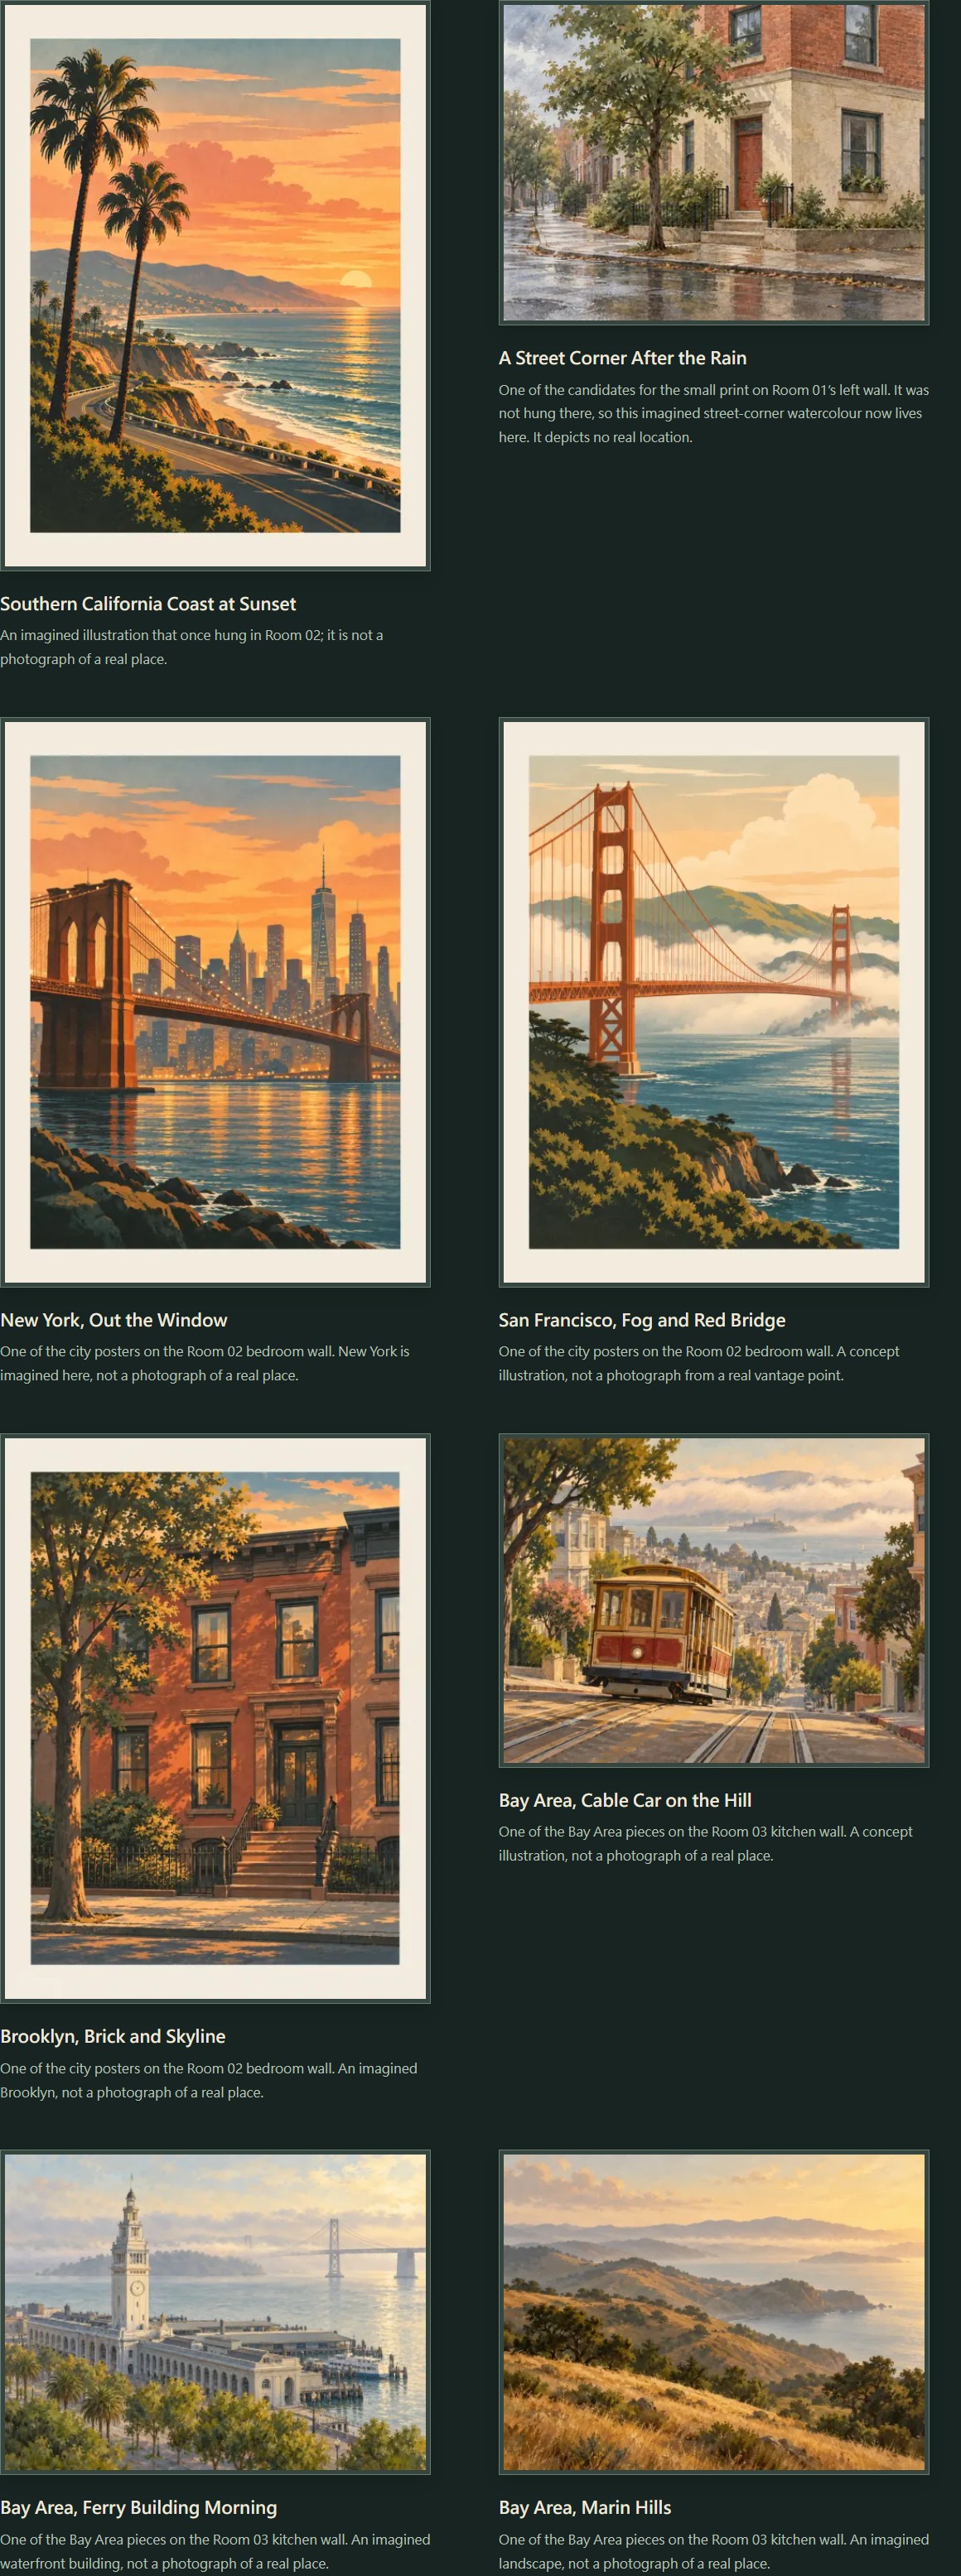 A Street Corner After the Rain
One of the candidates for the small print on Room 01's left wall. It was
not hung there, so this imagined street-corner watercolour now lives
here. It depicts no real location.
Southern California Coast at Sunset
An imagined illustration that once hung in Room 02; it is not a
photograph of a real place.
New York, Out the Window
One of the city posters on the Room 02 bedroom wall. New York is
imagined here, not a photograph of a real place.
San Francisco, Fog and Red Bridge
One of the city posters on the Room 02 bedroom wall. A concept
illustration, not a photograph from a real vantage point.
Bay Area, Cable Car on the Hill
One of the Bay Area pieces on the Room 03 kitchen wall. A concept
illustration, not a photograph of a real place.
Brooklyn, Brick and Skyline
One of the city posters on the Room 02 bedroom wall. An imagined
Brooklyn, not a photograph of a real place.
Bay Area, Ferry Building Morning
One of the Bay Area pieces on the Room 03 kitchen wall. An imagined
waterfront building, not a photograph of a real place.
Bay Area, Marin Hills
One of the Bay Area pieces on the Room 03 kitchen wall. An imagined
landscape, not a photograph of a real place.